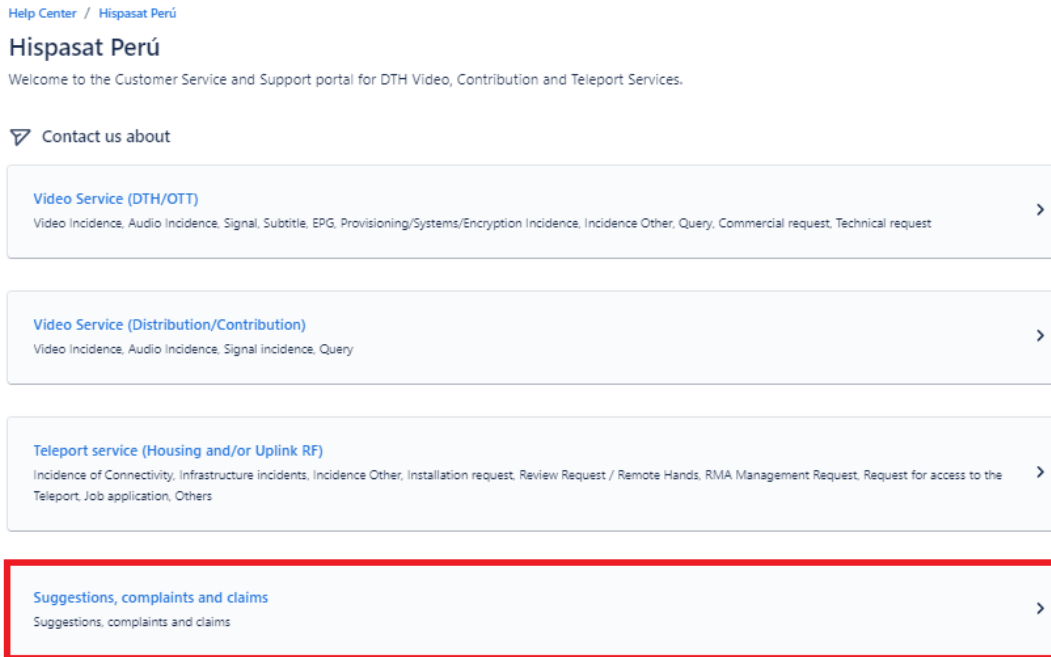 Help Center / Hispasat Perú
Hispasat Perú
Welcome to the Customer Service and Support portal for DTH Video, Contribution and Teleport Services.
Contact us about
Video Service (DTH/OTT)
Video Incidence, Audio Incidence, Signal, Subtitle, EPG, Provisioning/Systems/Encryption Incidence, Incidence Other, Query, Commercial request, Technical request
Video Service (Distribution/Contribution)
Video Incidence, Audio Incidence, Signal incidence, Query
Teleport service (Housing and/or Uplink RF)
Incidence of Connectivity, Infrastructure incidents, Incidence Other, Installation request, Review Request / Remote Hands, RMA Management Request, Request for access to the
Teleport, Job application, Others
Suggestions, complaints and claims
Suggestions, complaints and claims